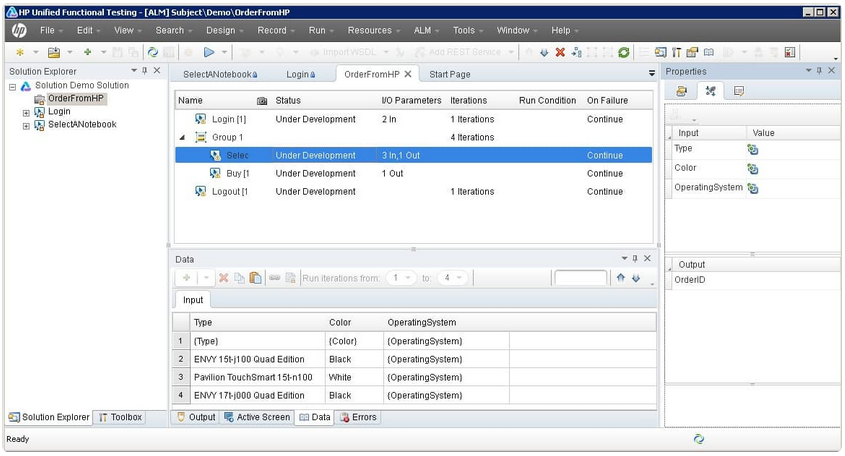 HP Unified Functional Testing - [ALM] Subject\Demo\OrderFromHP
hp File Edit View Search Design Record Run Resources ALM Tools Window Help
Import WSDL Add REST Service
Solution Explorer
Solution Demo Solution
OrderFromHP
Login
SelectANotebook
Solution Explorer Toolbox
SelectANotebook Login OrderFromHP Start Page
Name Status I/O Parameters Iterations Run Condition On Failure
Login [1] Under Development 2 In 1 Iterations Continue
Group 1 4 Iterations
Selec Under Development 3 In,1 Out Continue
Buy [1 Under Development 1 Out Continue
Logout [1 Under Development 1 Iterations Continue
Data
Run iterations from: 1 to: 4
Input
Type Color OperatingSystem
1 {Type} {Color} {OperatingSystem}
2 ENVY 15t-j100 Quad Edition Black {OperatingSystem}
3 Pavilion TouchSmart 15t-n100 White {OperatingSystem}
4 ENVY 17t-j000 Quad Edition Black {OperatingSystem}
Output Active Screen Data Errors
Properties
Input Value
Type
Color
OperatingSystem
Output
OrderID
Ready